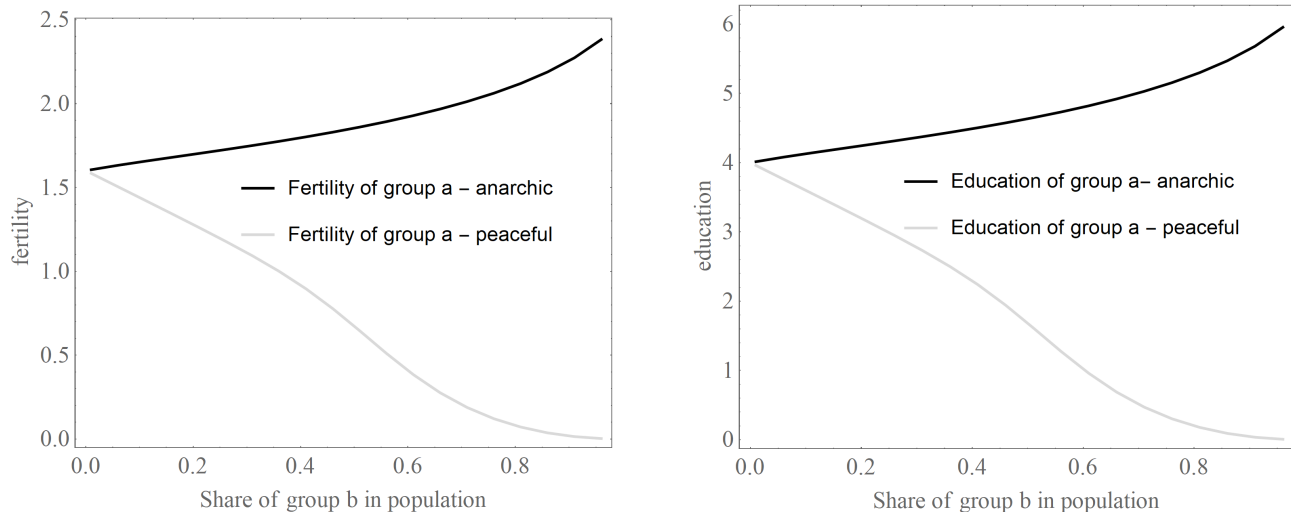 2.5
2.0
1.5
1.0
0.5
0.0
fertility
Fertility of group a – anarchic
Fertility of group a – peaceful
0.0 0.2 0.4 0.6 0.8
Share of group b in population
6
5
4
3
2
1
0
education
Education of group a– anarchic
Education of group a – peaceful
0.0 0.2 0.4 0.6 0.8
Share of group b in population